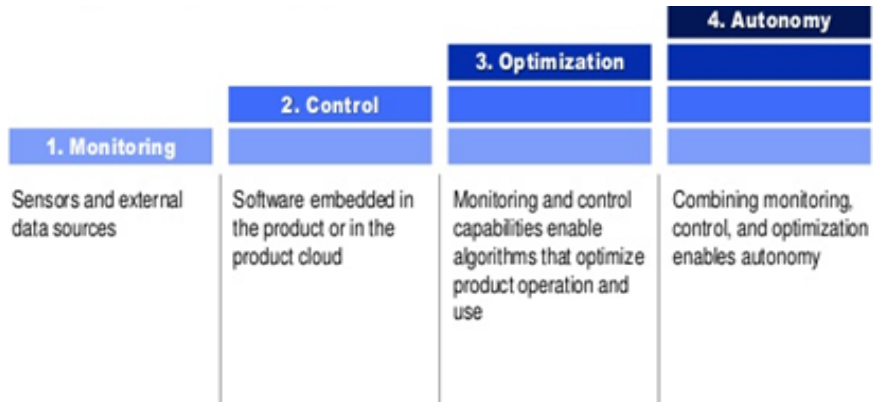 4. Autonomy
3. Optimization
2. Control
1. Monitoring
Sensors and external
data sources
Software embedded in
the product or in the
product cloud
Monitoring and control
capabilities enable
algorithms that optimize
product operation and
use
Combining monitoring,
control, and optimization
enables autonomy